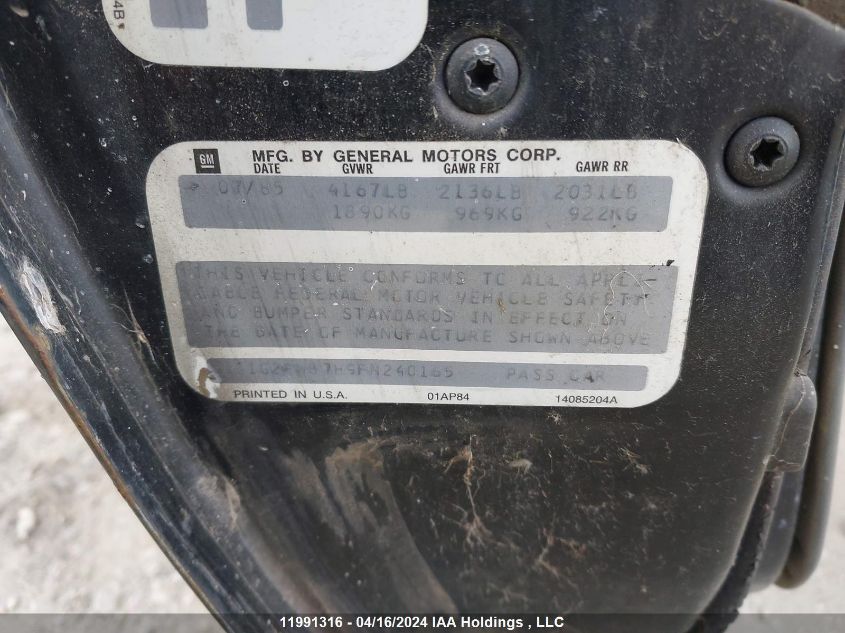 4B
GM MFG. BY GENERAL MOTORS CORP.
DATE GVWR GAWR FRT GAWR RR
07/85 4167LB 2136LB 2031LB
1890KG 969KG 922KG
THIS VEHICLE CONFORMS TO ALL APPLI-
CABLE FEDERAL MOTOR VEHICLE SAFETY
AND BUMPER STANDARDS IN EFFECT ON
THE DATE OF MANUFACTURE SHOWN ABOVE
PASS CAR
PRINTED IN U.S.A. 01AP84 14085204A
11991316 - 04/16/2024 IAA Holdings , LLC